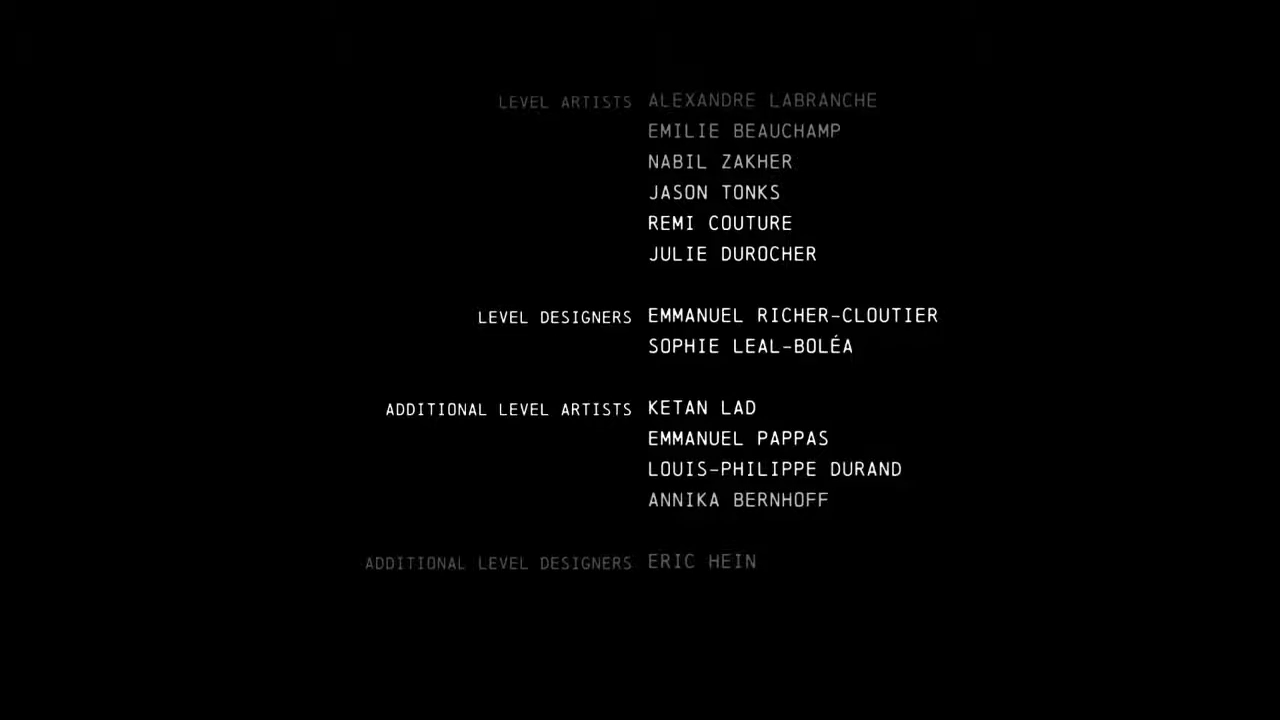 LEVEL ARTISTS ALEXANDRE LABRANCHE
EMILIE BEAUCHAMP
NABIL ZAKHER
JASON TONKS
REMI COUTURE
JULIE DUROCHER
LEVEL DESIGNERS EMMANUEL RICHER-CLOUTIER
SOPHIE LEAL-BOLÉA
ADDITIONAL LEVEL ARTISTS KETAN LAD
EMMANUEL PAPPAS
LOUIS-PHILIPPE DURAND
ANNIKA BERNHOFF
ADDITIONAL LEVEL DESIGNERS ERIC HEIN